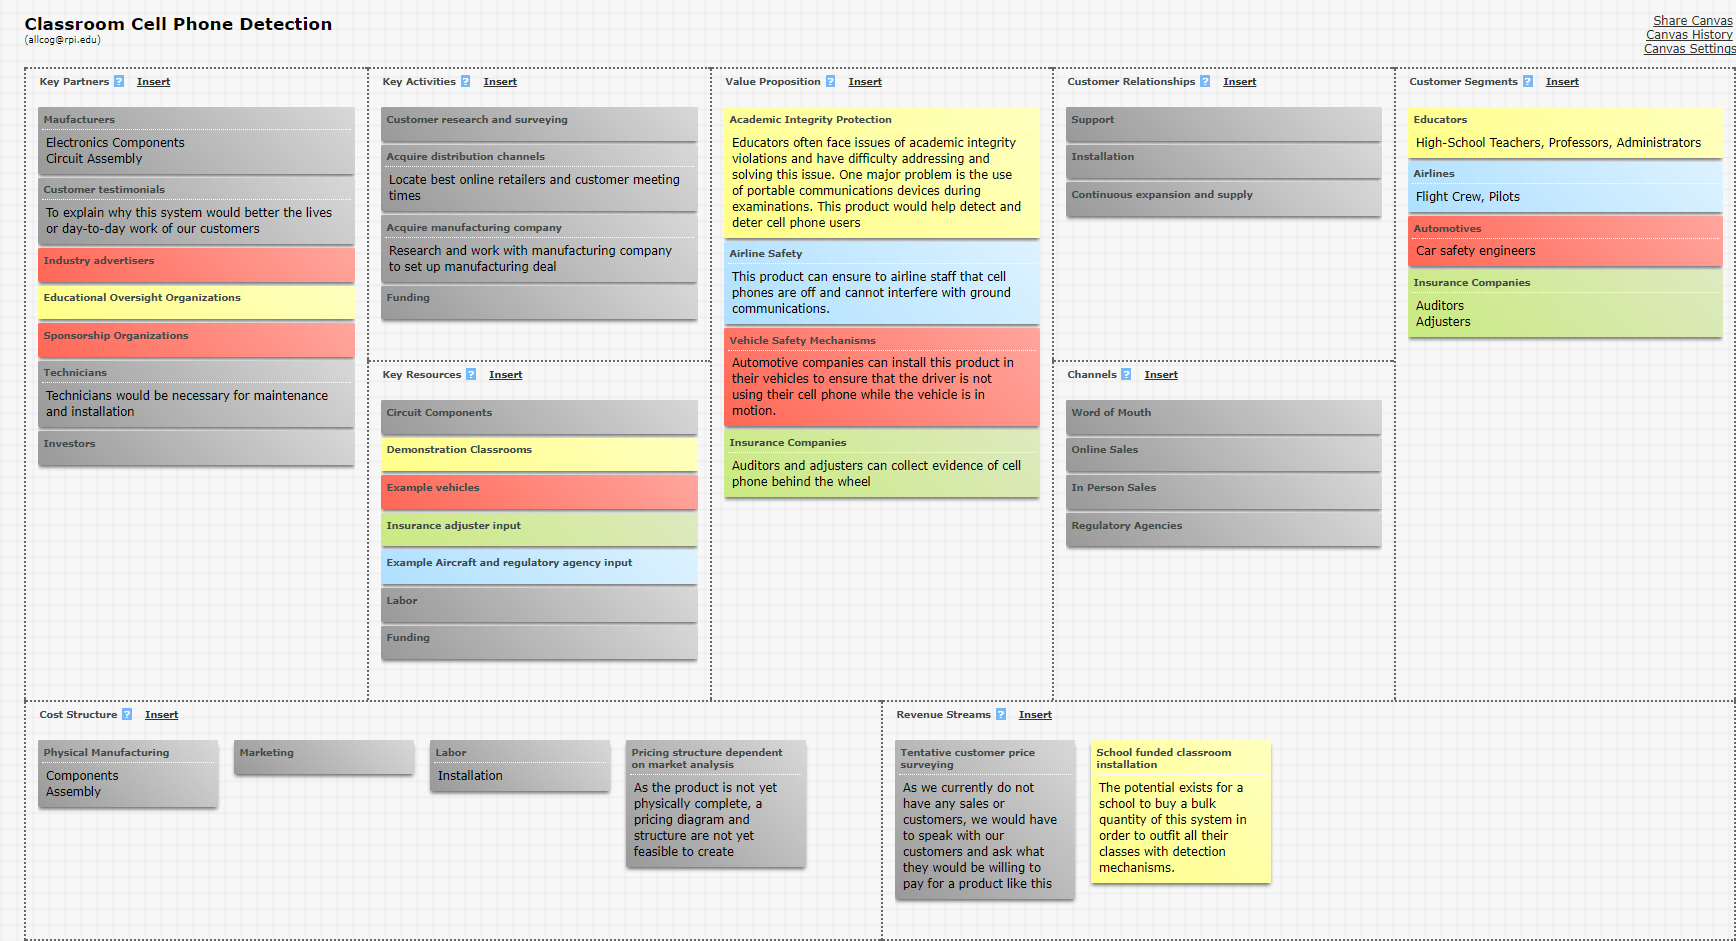 Classroom Cell Phone Detection
(allcog@rpi.edu)
Share Canvas
Canvas History
Canvas Settings
Key Partners ? Insert
Maufacturers
Electronics Components
Circuit Assembly
Customer testimonials
To explain why this system would better the lives
or day-to-day work of our customers
Industry advertisers
Educational Oversight Organizations
Sponsorship Organizations
Technicians
Technicians would be necessary for maintenance
and installation
Investors
Key Activities ? Insert
Customer research and surveying
Acquire distribution channels
Locate best online retailers and customer meeting
times
Acquire manufacturing company
Research and work with manufacturing company
to set up manufacturing deal
Funding
Key Resources ? Insert
Circuit Components
Demonstration Classrooms
Example vehicles
Insurance adjuster input
Example Aircraft and regulatory agency input
Labor
Funding
Value Proposition ? Insert
Academic Integrity Protection
Educators often face issues of academic integrity
violations and have difficulty addressing and
solving this issue. One major problem is the use
of portable communications devices during
examinations. This product would help detect and
deter cell phone users
Airline Safety
This product can ensure to airline staff that cell
phones are off and cannot interfere with ground
communications.
Vehicle Safety Mechanisms
Automotive companies can install this product in
their vehicles to ensure that the driver is not
using their cell phone while the vehicle is in
motion.
Insurance Companies
Auditors and adjusters can collect evidence of cell
phone behind the wheel
Customer Relationships ? Insert
Support
Installation
Continuous expansion and supply
Channels ? Insert
Word of Mouth
Online Sales
In Person Sales
Regulatory Agencies
Customer Segments ? Insert
Educators
High-School Teachers, Professors, Administrators
Airlines
Flight Crew, Pilots
Automotives
Car safety engineers
Insurance Companies
Auditors
Adjusters
Cost Structure ? Insert
Physical Manufacturing
Components
Assembly
Marketing
Labor
Installation
Pricing structure dependent
on market analysis
As the product is not yet
physically complete, a
pricing diagram and
structure are not yet
feasible to create
Revenue Streams ? Insert
Tentative customer price
surveying
As we currently do not
have any sales or
customers, we would have
to speak with our
customers and ask what
they would be willing to
pay for a product like this
School funded classroom
installation
The potential exists for a
school to buy a bulk
quantity of this system in
order to outfit all their
classes with detection
mechanisms.